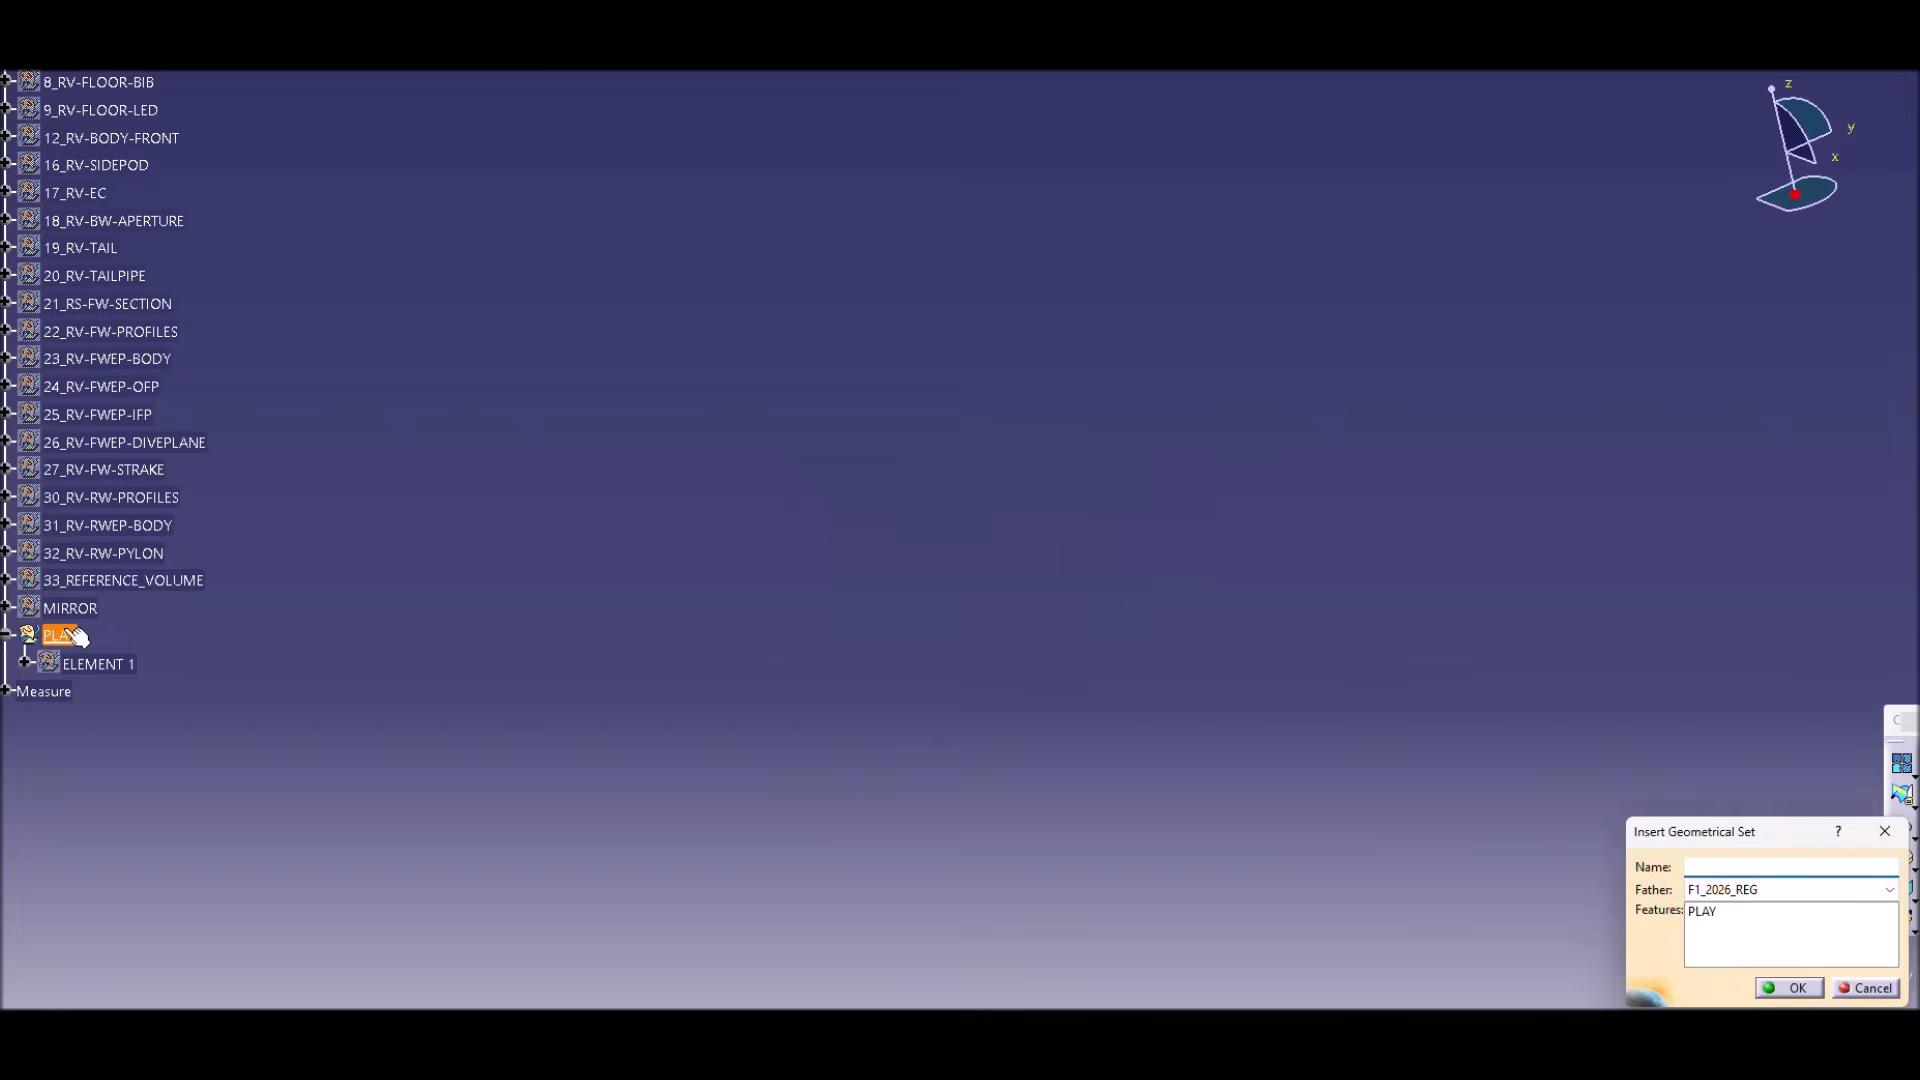 8_RV-FLOOR-BIB
9_RV-FLOOR-LED
12_RV-BODY-FRONT
16_RV-SIDEPOD
17_RV-EC
18_RV-BW-APERTURE
19_RV-TAIL
20_RV-TAILPIPE
21_RS-FW-SECTION
22_RV-FW-PROFILES
23_RV-FWEP-BODY
24_RV-FWEP-OFP
25_RV-FWEP-IFP
26_RV-FWEP-DIVEPLANE
27_RV-FW-STRAKE
30_RV-RW-PROFILES
31_RV-RWEP-BODY
32_RV-RW-PYLON
33_REFERENCE_VOLUME
MIRROR
ELEMENT 1
Measure
z
y
x
Insert Geometrical Set ?
Name:
Father: F1_2026_REG
Features: PLAY
OK Cancel